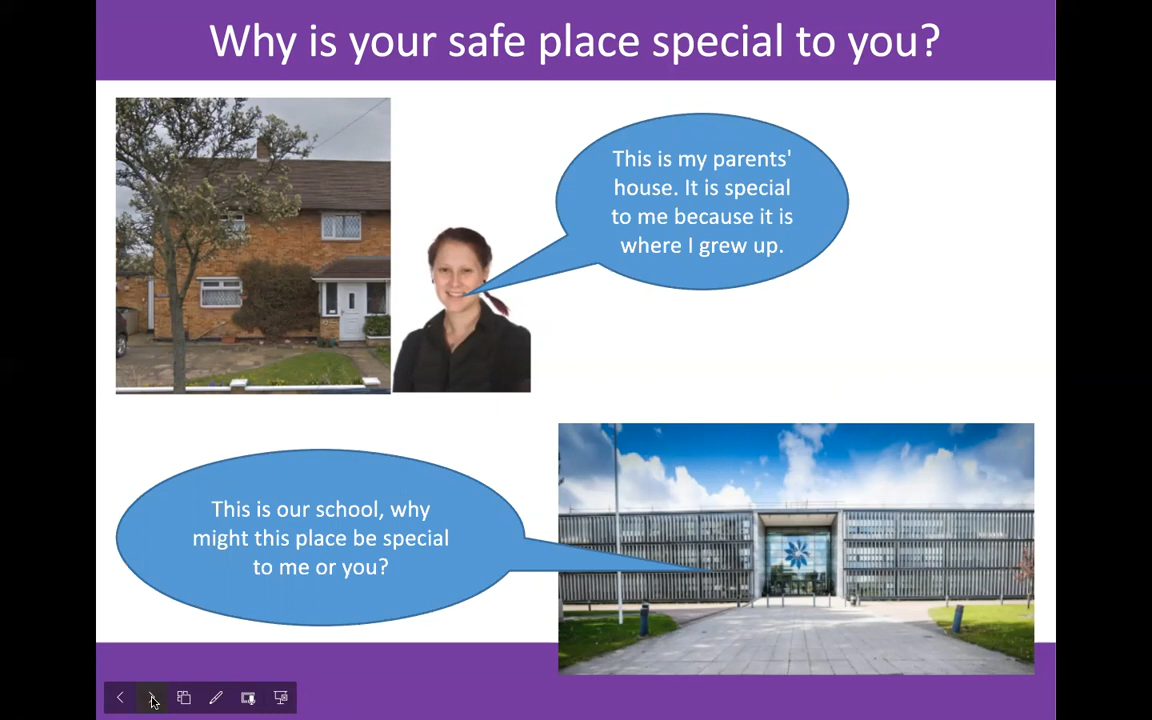 Why is your safe place special to you?
This is my parents'
house. It is special
to me because it is
where I grew up.
This is our school, why
might this place be special
to me or you?